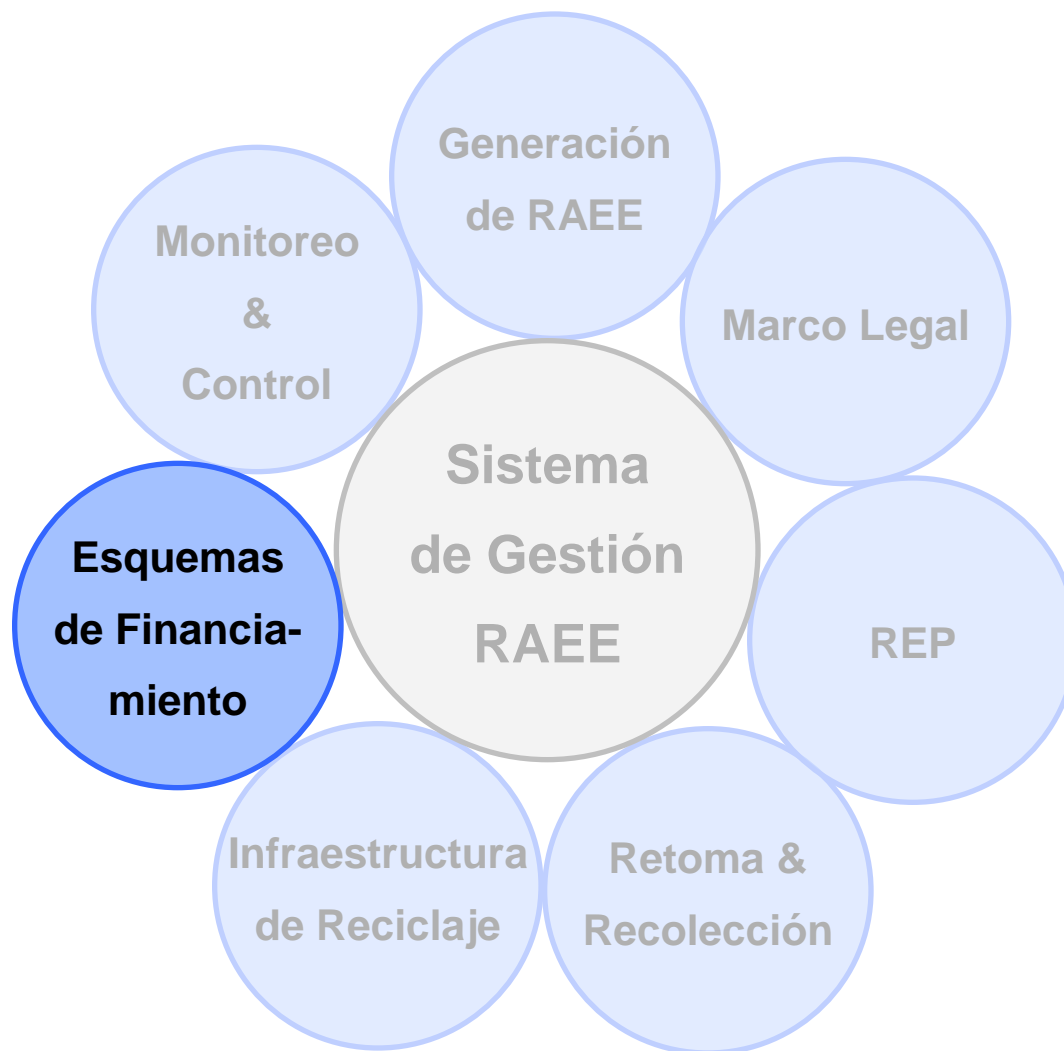 Generación
de RAEE
Monitoreo
&
Control
Marco Legal
Sistema
de Gestión
RAEE
Esquemas
de Financia-
miento
REP
Infraestructura
de Reciclaje
Retoma &
Recolección